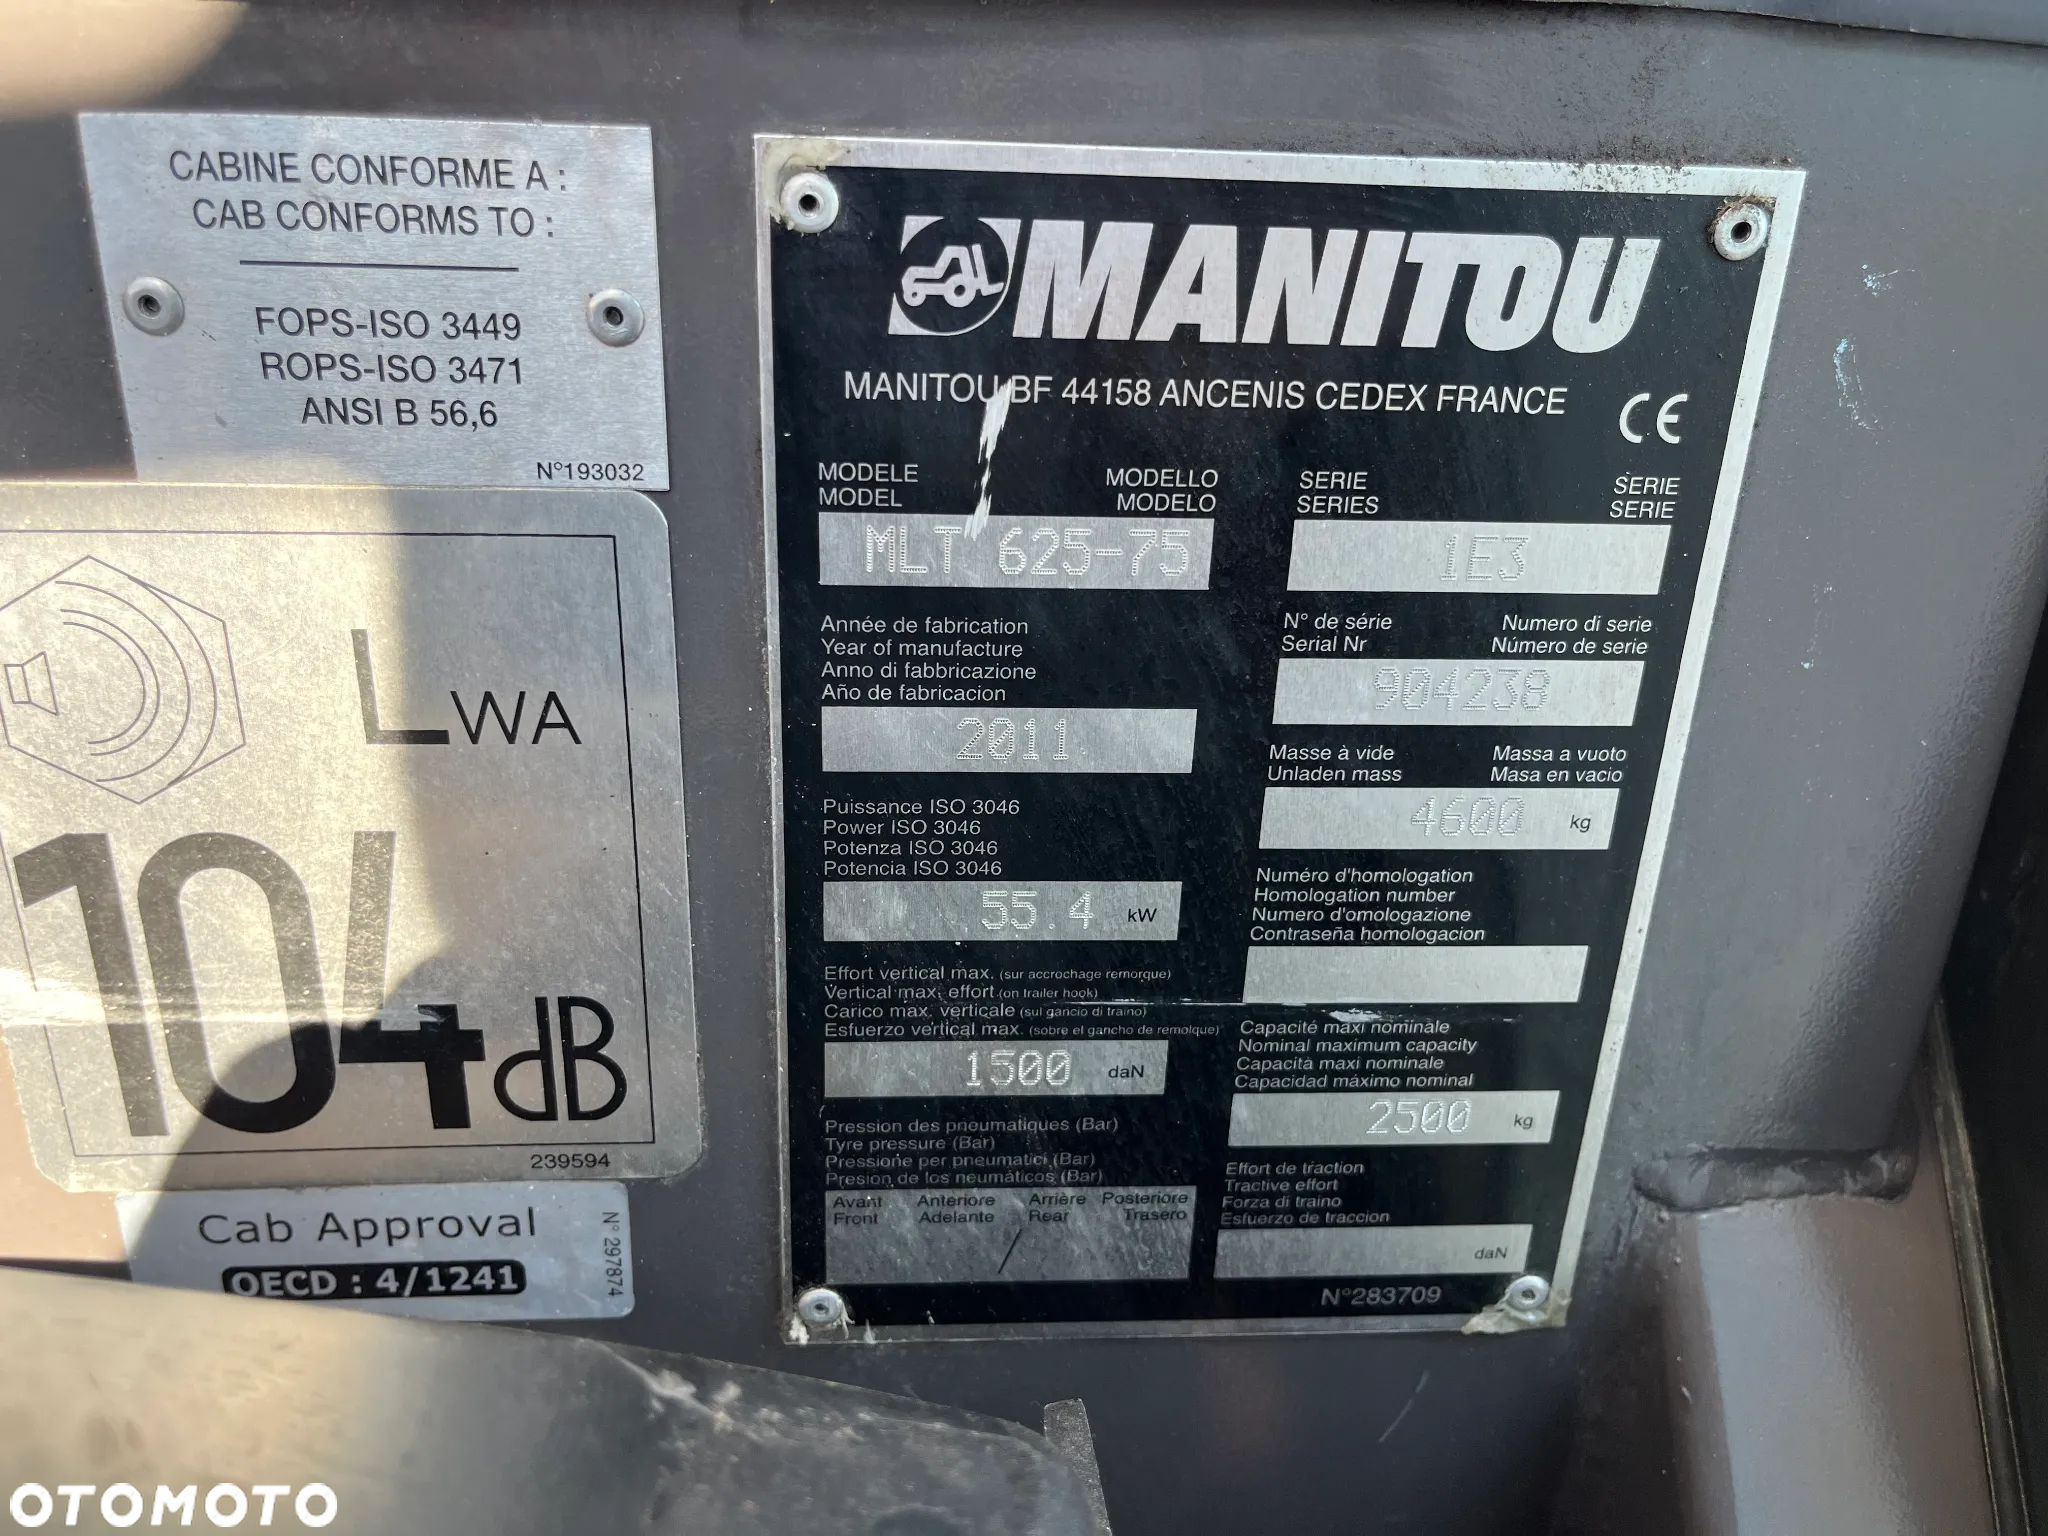 CABINE CONFORME A :
CAB CONFORMS TO :
FOPS-ISO 3449
ROPS-ISO 3471
ANSI B 56,6
N°193032
LWA
104 dB
239594
Cab Approval
OECD : 4/1241
N° 297874
MANITOU
MANITOU BF 44158 ANCENIS CEDEX FRANCE
CE
MODELE MODELLO
MODEL MODELO
MLT 625-75
SERIE SERIE
SERIES SERIE
1E3
Année de fabrication
Year of manufacture
Anno di fabbricazione
Año de fabricacion
2011
N° de série Numero di serie
Serial Nr Número de serie
904238
Masse à vide Massa a vuoto
Unladen mass Masa en vacio
4600 kg
Puissance ISO 3046
Power ISO 3046
Potenza ISO 3046
Potencia ISO 3046
55.4 kW
Numéro d'homologation
Homologation number
Numero d'omologazione
Contraseña homologacion
Effort vertical max. (sur accrochage remorque)
Vertical max. effort (on trailer hook)
Carico max. verticale (sul gancio di traino)
Esfuerzo vertical max. (sobre el gancho de remolque)
1500 daN
Capacité maxi nominale
Nominal maximum capacity
Capacità maxi nominale
Capacidad máximo nominal
2500 kg
Pression des pneumatiques (Bar)
Tyre pressure (Bar)
Pressione per pneumatici (Bar)
Presion de los neumáticos (Bar)
Avant Anteriore Arrière Posteriore
Front Adelante Rear Trasero
/
Effort de traction
Tractive effort
Forza di traino
Esfuerzo de traccion
daN
N°283709
OTOMOTO